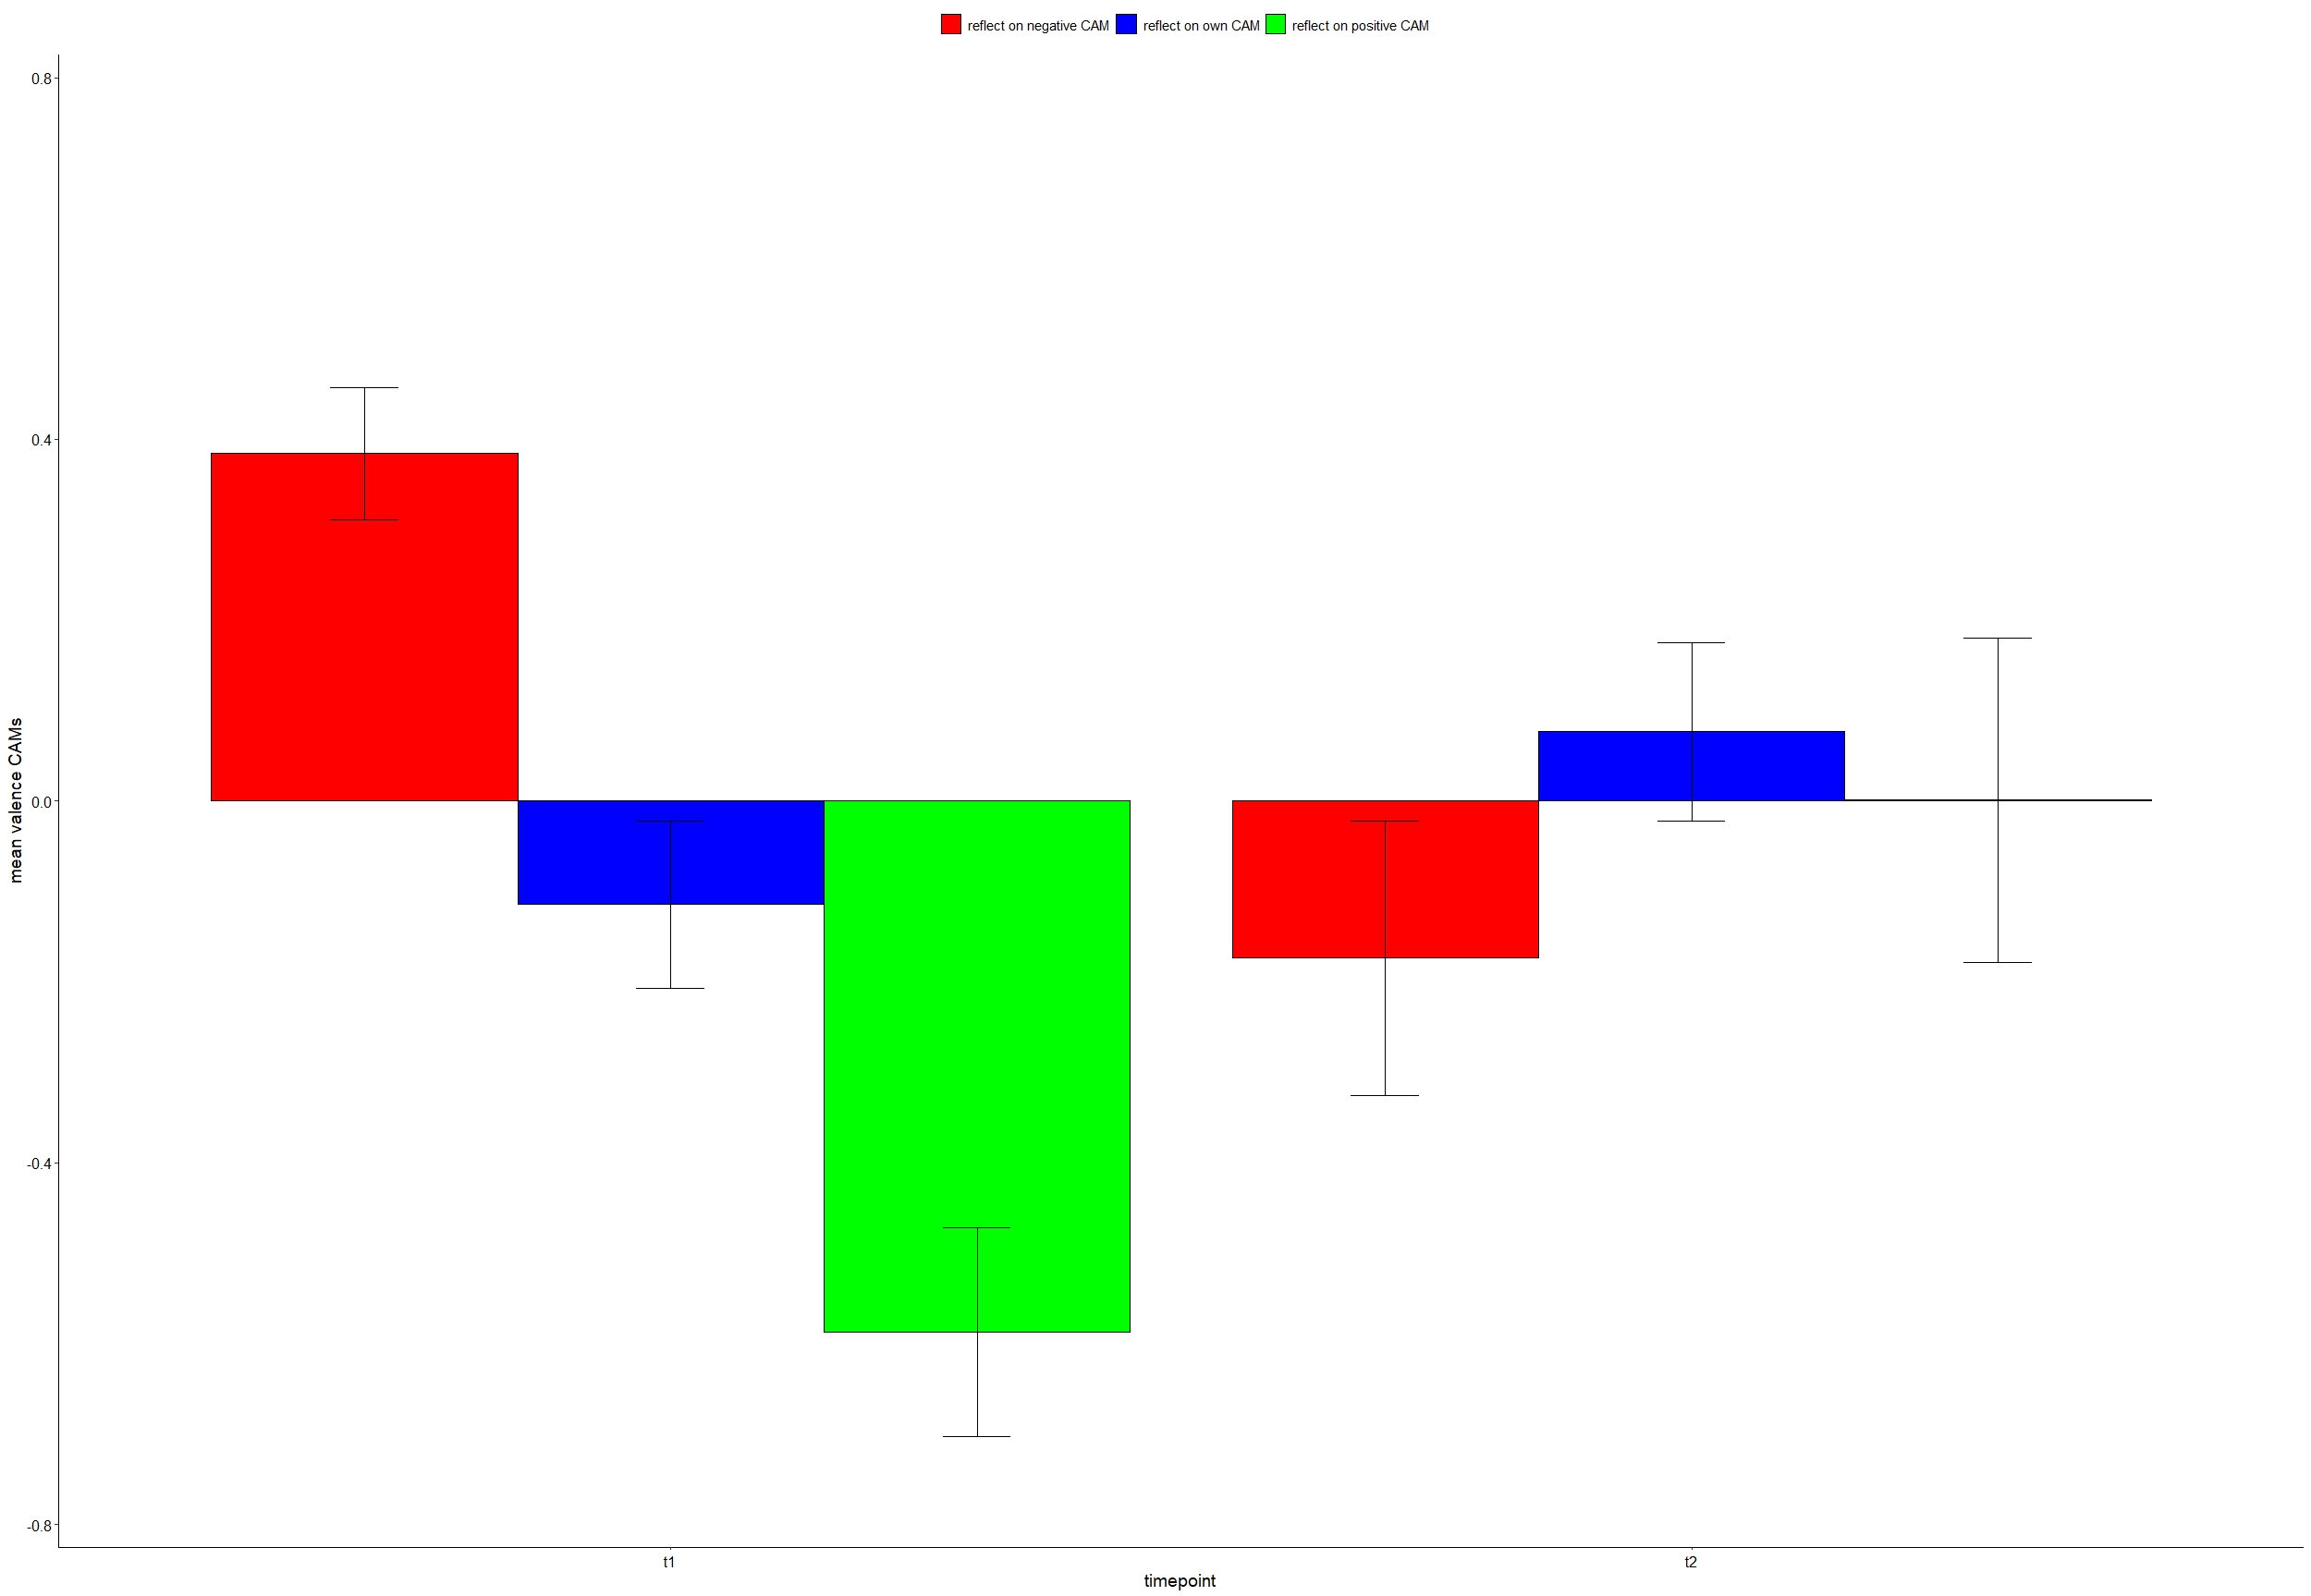 reflect on negative CAM reflect on own CAM reflect on positive CAM
0.8
0.4
0.0
-0.4
-0.8
mean valence CAMs
t1 t2
timepoint